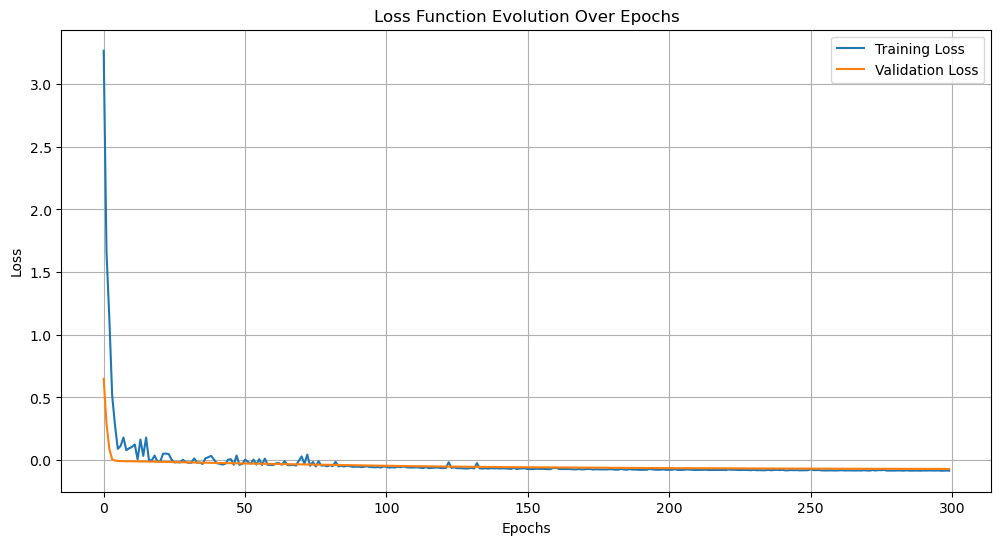 Loss Function Evolution Over Epochs
Training Loss
Validation Loss
3.0
2.5
2.0
1.5
1.0
0.5
0.0
Loss
0 50 100 150 200 250 300
Epochs